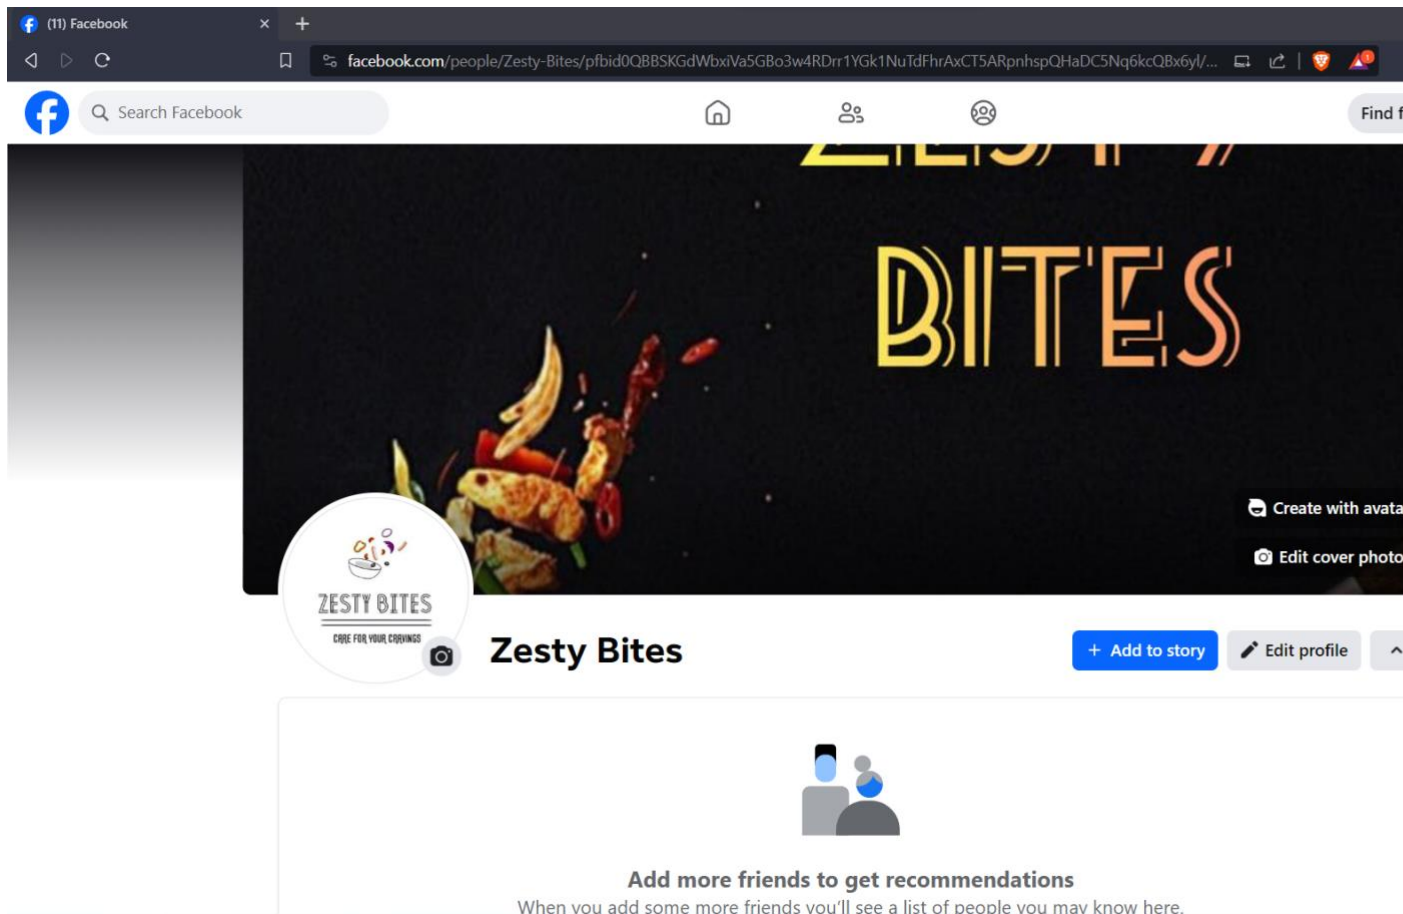 (11) Facebook
facebook.com/people/Zesty-Bites/pfbid0QBBSKGdWbxiVa5GBo3w4RDrr1YGk1NuTdFhrAxCT5ARpnhspQHaDC5Nq6kcQBx6yl/...
Search Facebook
Find f
ZESTY
BITES
Create with avata
Edit cover photo
ZESTY BITES
CARE FOR YOUR CRAVINGS
Zesty Bites
+ Add to story
Edit profile
Add more friends to get recommendations
When you add some more friends you'll see a list of people you may know here.